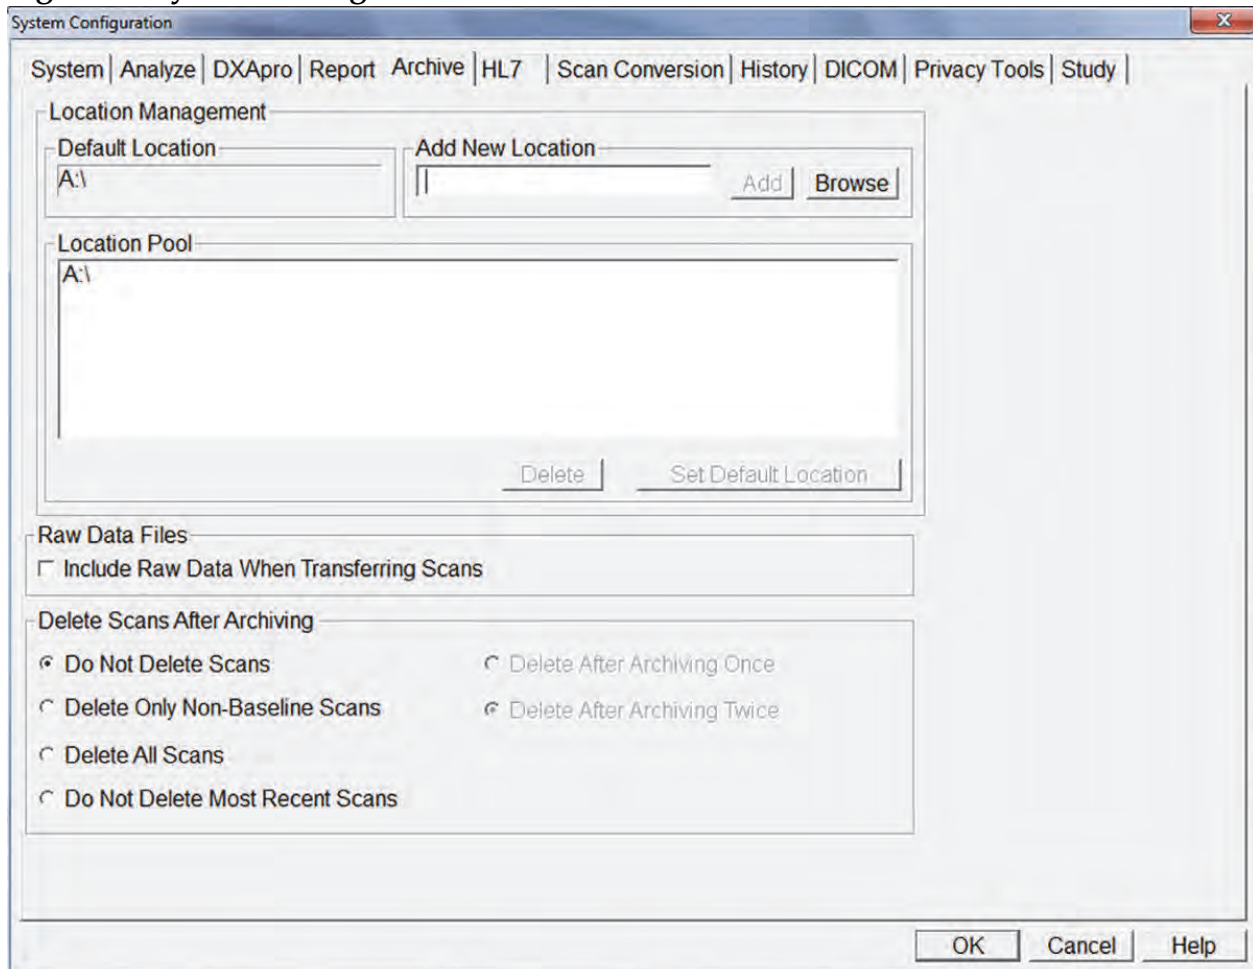 System Configuration
System Analyze DXApro Report Archive HL7 Scan Conversion History DICOM Privacy Tools Study
Location Management
Default Location
A:\
Add New Location
Add Browse
Location Pool
A:\
Delete Set Default Location
Raw Data Files
Include Raw Data When Transferring Scans
Delete Scans After Archiving
Do Not Delete Scans
Delete After Archiving Once
Delete Only Non-Baseline Scans
Delete After Archiving Twice
Delete All Scans
Do Not Delete Most Recent Scans
OK Cancel Help